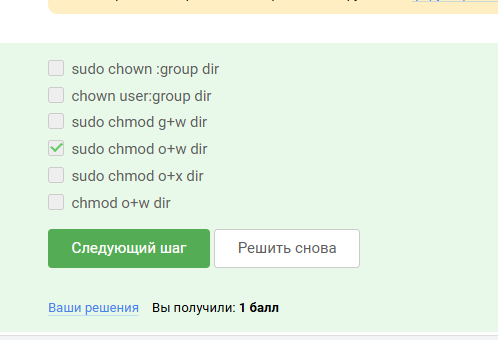 sudo chown :group dir
chown user:group dir
sudo chmod g+w dir
sudo chmod o+w dir
sudo chmod o+x dir
chmod o+w dir
Следующий шаг Решить снова
Ваши решения Вы получили: 1 балл